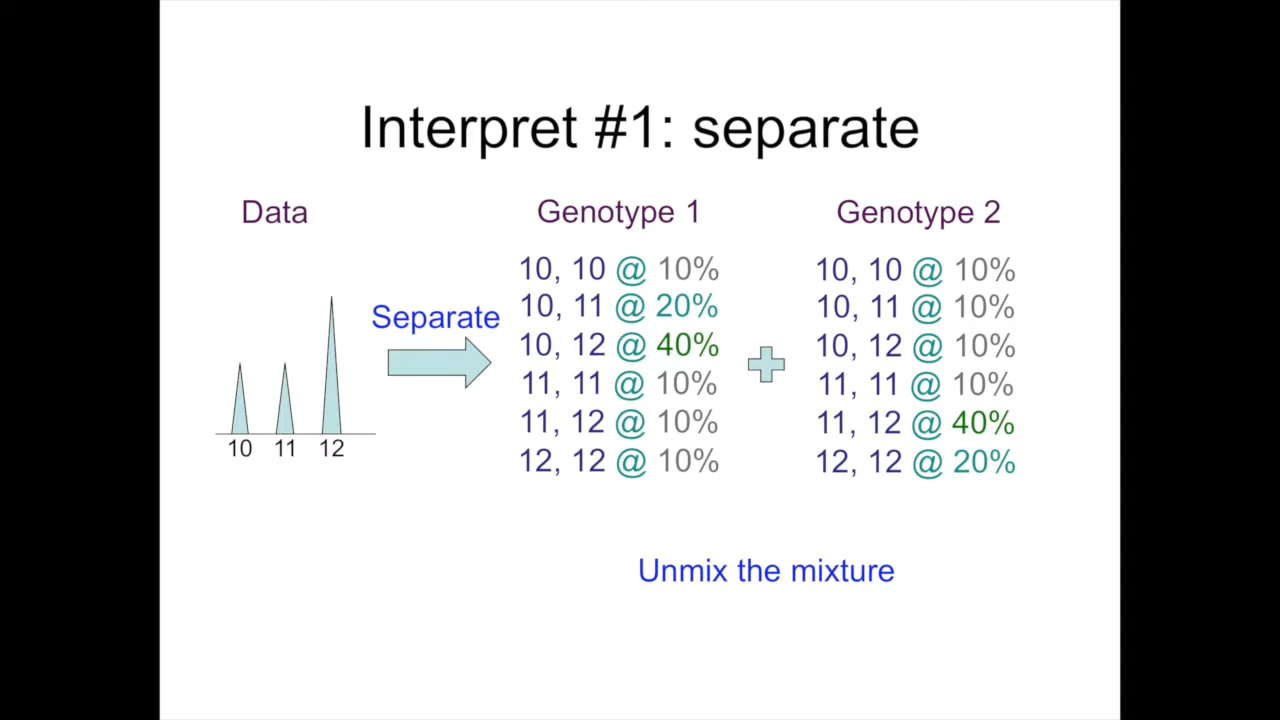 Interpret #1: separate
Data
10 11 12
Separate
Genotype 1
10, 10 @ 10%
10, 11 @ 20%
10, 12 @ 40%
11, 11 @ 10%
11, 12 @ 10%
12, 12 @ 10%
Genotype 2
10, 10 @ 10%
10, 11 @ 10%
10, 12 @ 10%
11, 11 @ 10%
11, 12 @ 40%
12, 12 @ 20%
Unmix the mixture